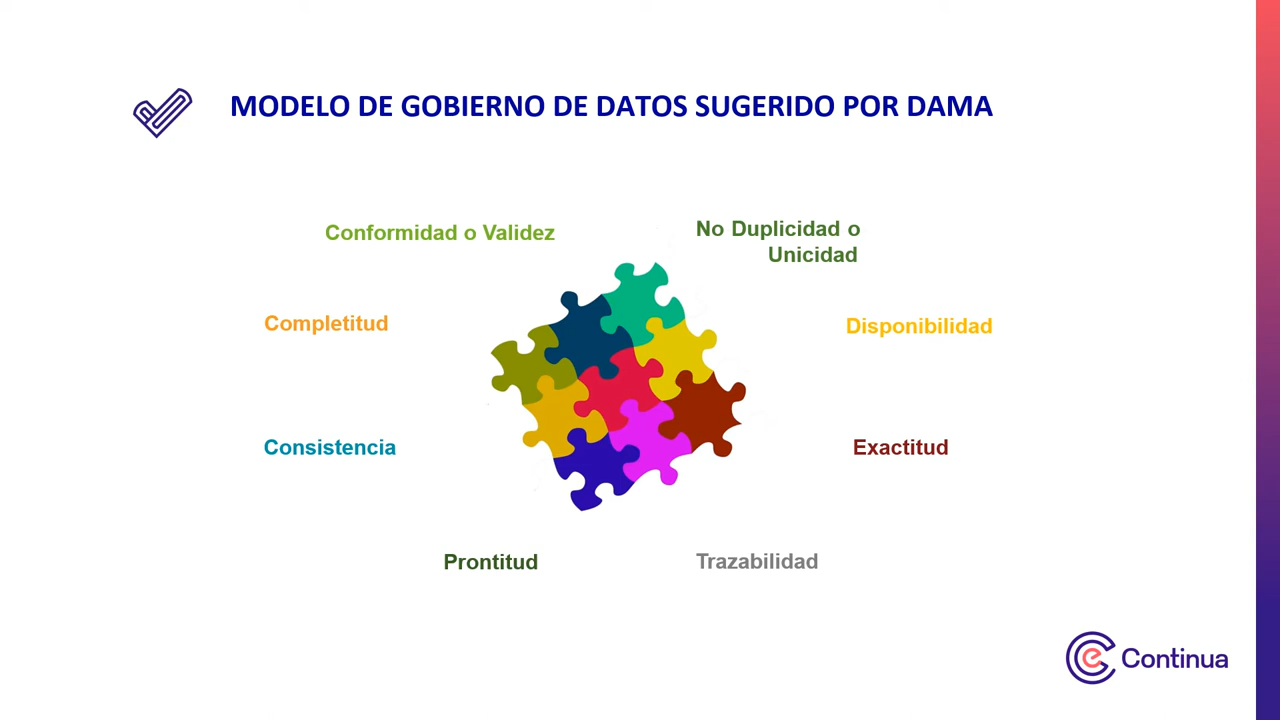 MODELO DE GOBIERNO DE DATOS SUGERIDO POR DAMA
Conformidad o Validez
No Duplicidad o
Unicidad
Completitud
Disponibilidad
Consistencia
Exactitud
Prontitud
Trazabilidad
e Continua